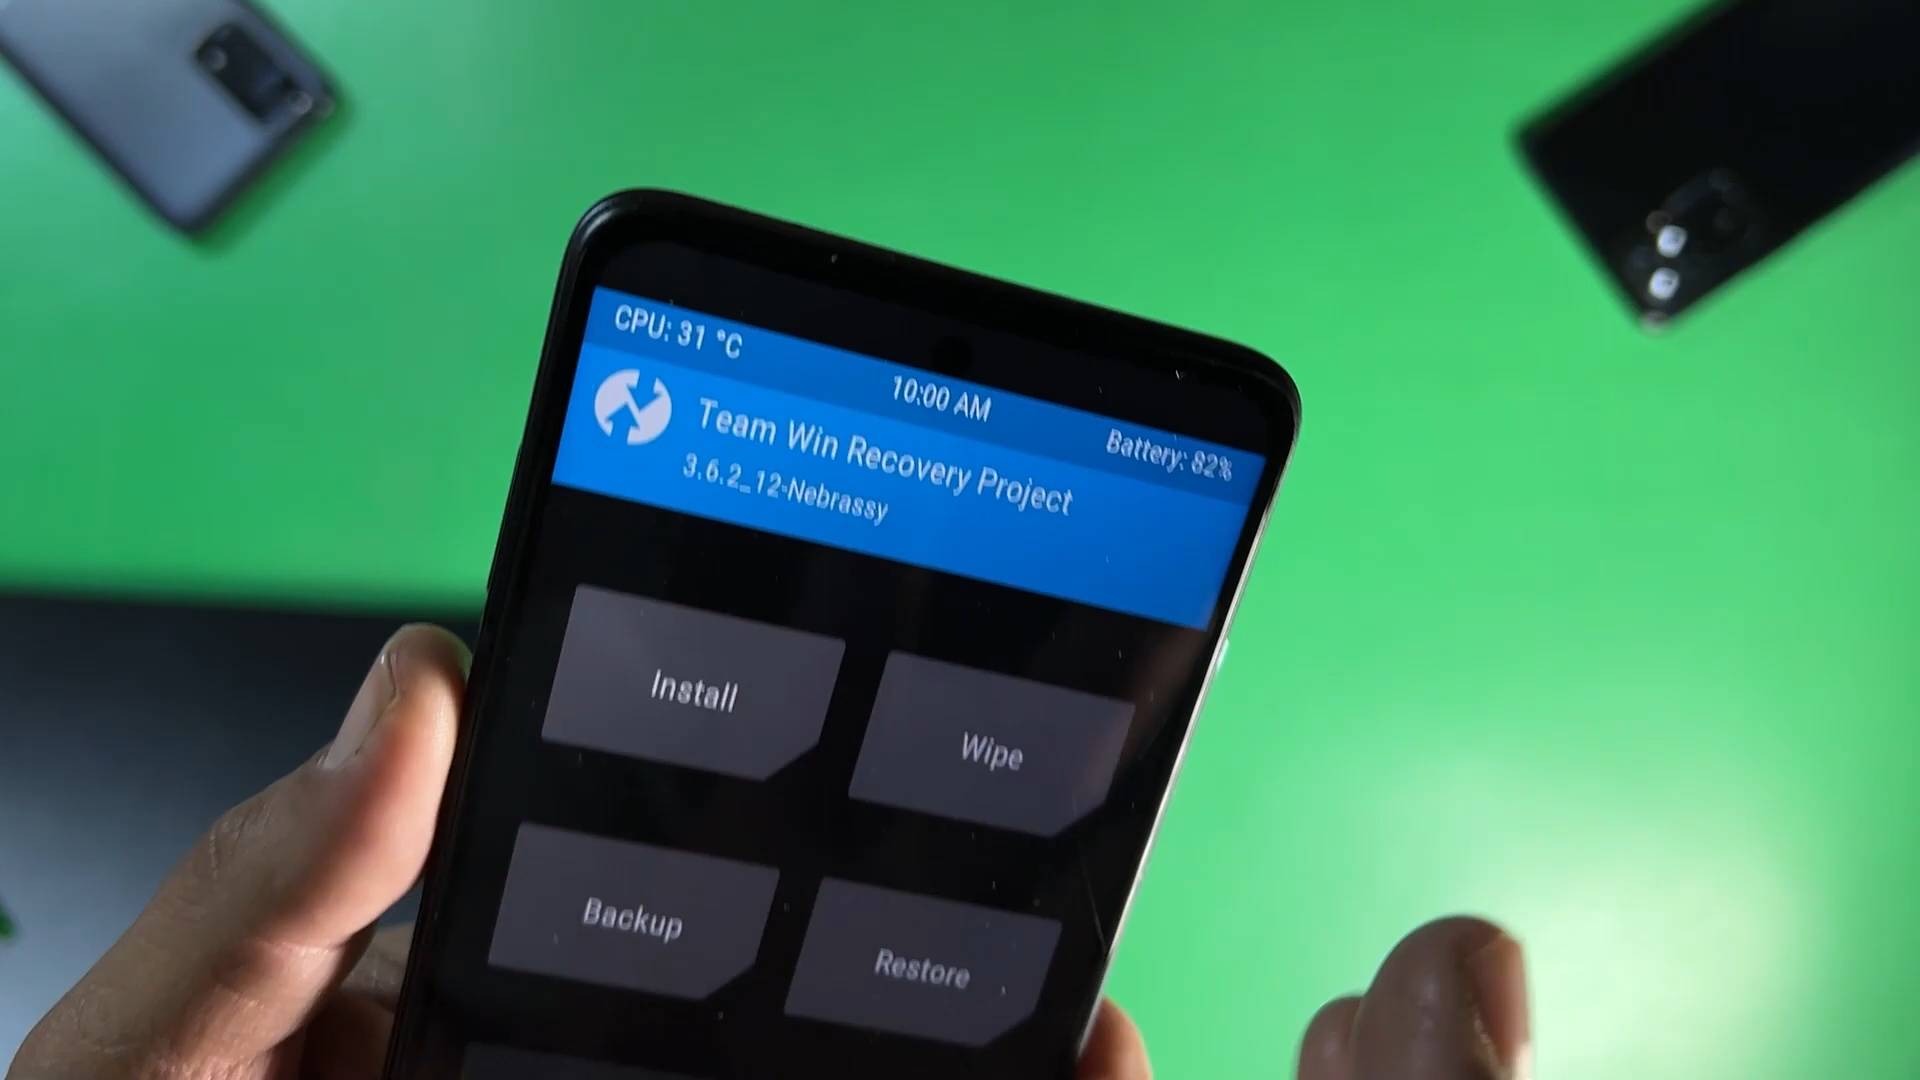 CPU: 31 °C
10:00 AM
Battery: 82%
Team Win Recovery Project
3.6.2_12-Nebrassy
Install
Wipe
Backup
Restore